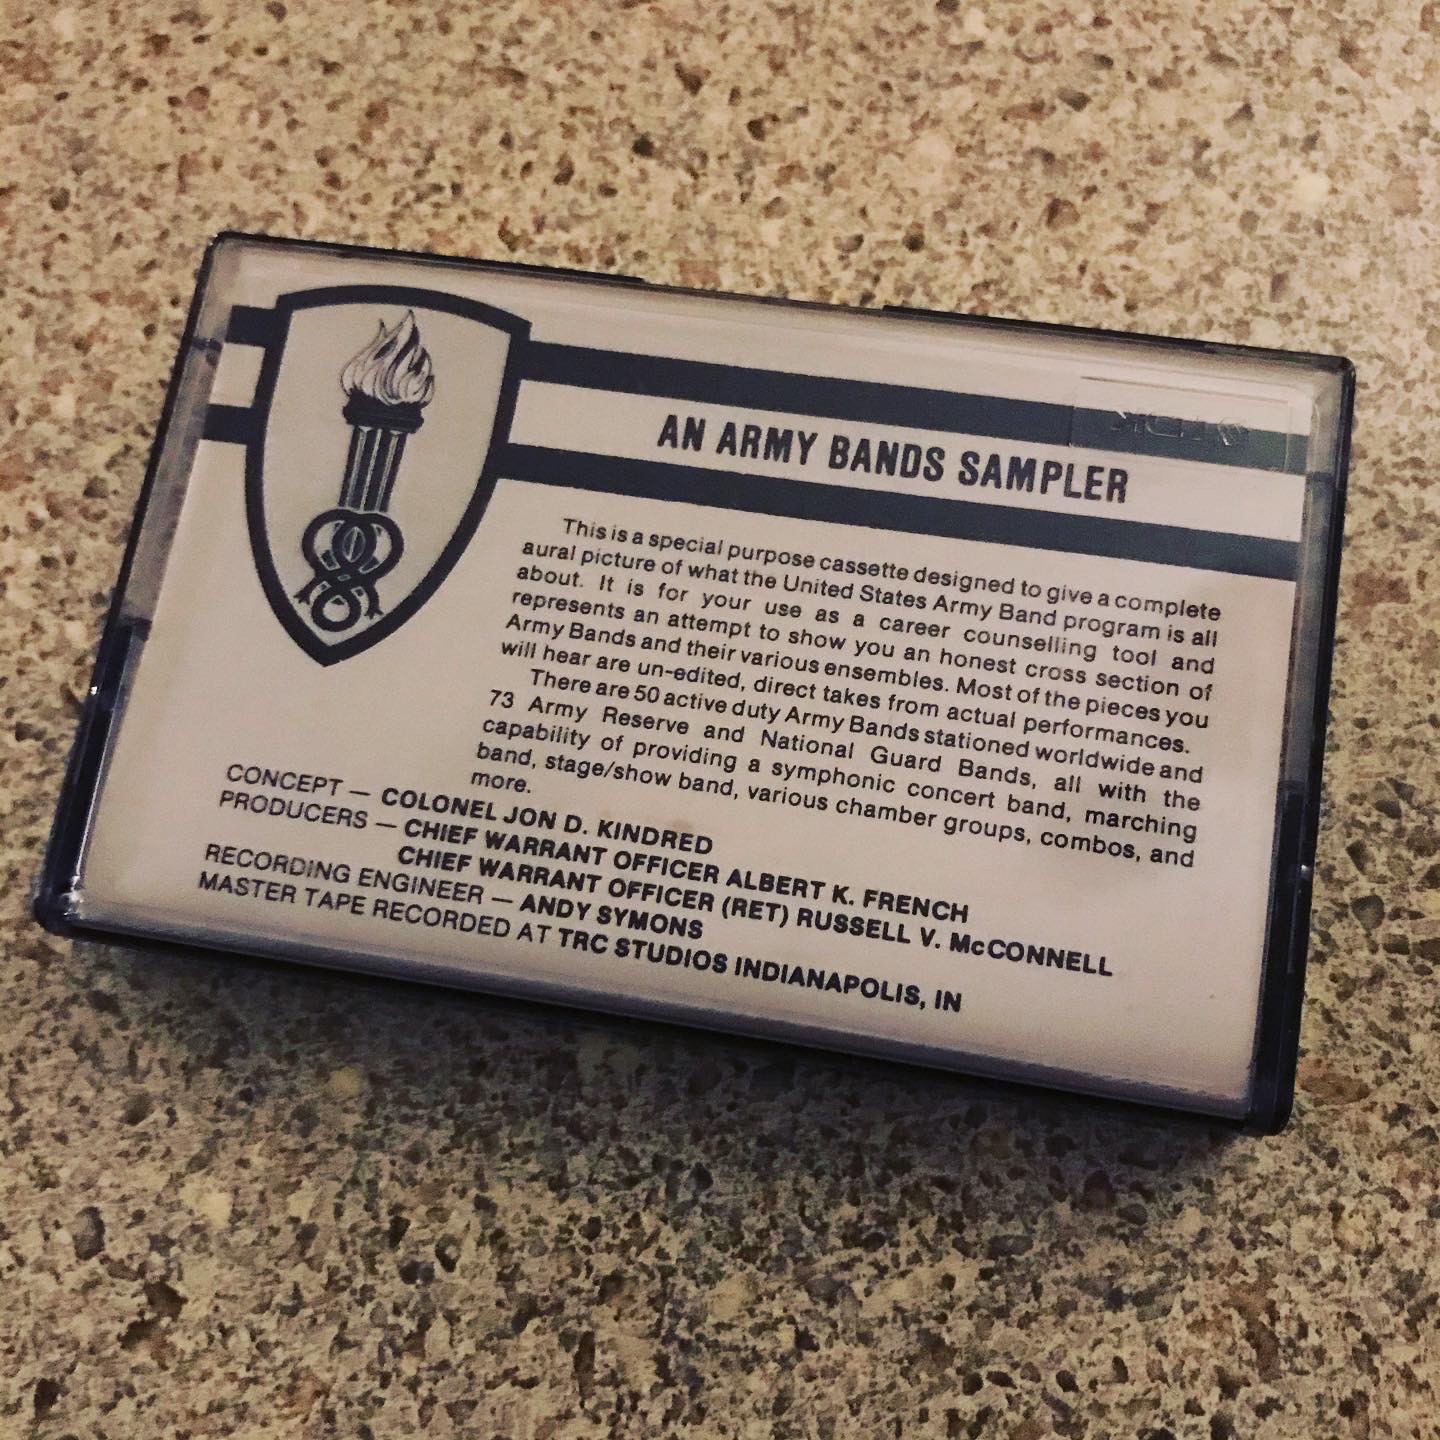 AN ARMY BANDS SAMPLER
This is a special purpose cassette designed to give a complete
aural picture of what the United States Army Band program is all
about. It is for your use as a career counselling tool and
represents an attempt to show you an honest cross section of
Army Bands and their various ensembles. Most of the pieces you
will hear are un-edited, direct takes from actual performances.
There are 50 active duty Army Bands stationed worldwide and
73 Army Reserve and National Guard Bands, all with the
capability of providing a symphonic concert band, marching
band, stage/show band, various chamber groups, combos, and
more.
CONCEPT — COLONEL JON D. KINDRED
PRODUCERS — CHIEF WARRANT OFFICER ALBERT K. FRENCH
CHIEF WARRANT OFFICER (RET) RUSSELL V. McCONNELL
RECORDING ENGINEER — ANDY SYMONS
MASTER TAPE RECORDED AT TRC STUDIOS INDIANAPOLIS, IN